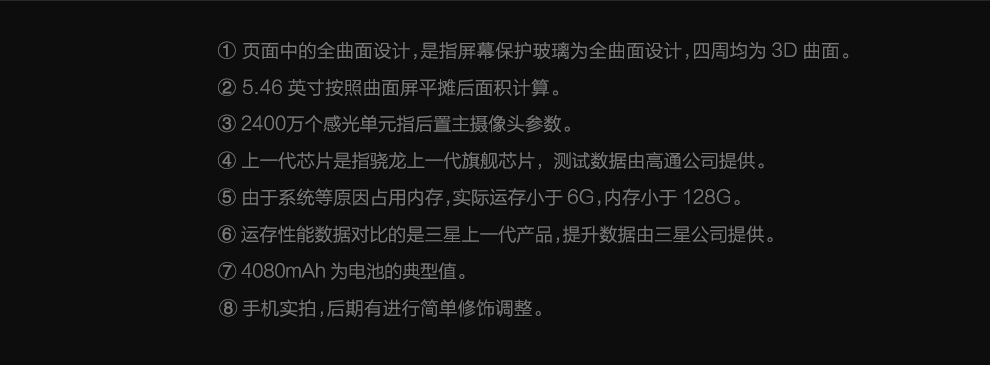 ① 页面中的全曲面设计，是指屏幕保护玻璃为全曲面设计，四周均为 3D 曲面。
② 5.46 英寸按照曲面屏平摊后面积计算。
③ 2400万个感光单元指后置主摄像头参数。
④ 上一代芯片是指骁龙上一代旗舰芯片，测试数据由高通公司提供。
⑤ 由于系统等原因占用内存，实际运存小于 6G，内存小于 128G。
⑥ 运存性能数据对比的是三星上一代产品，提升数据由三星公司提供。
⑦ 4080mAh 为电池的典型值。
⑧ 手机实拍，后期有进行简单修饰调整。